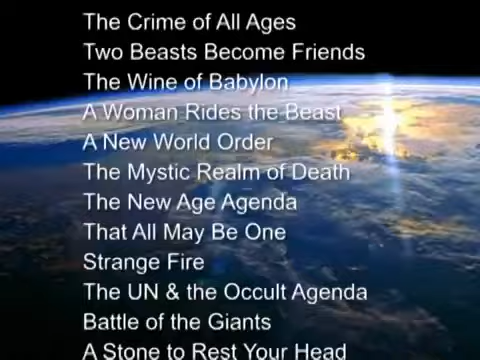 The Crime of All Ages
Two Beasts Become Friends
The Wine of Babylon
A Woman Rides the Beast
A New World Order
The Mystic Realm of Death
The New Age Agenda
That All May Be One
Strange Fire
The UN & the Occult Agenda
Battle of the Giants
A Stone to Rest Your Head